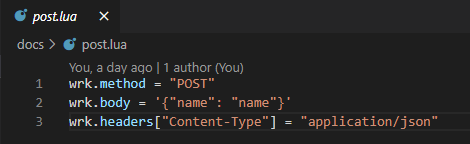 post.lua ×
docs > post.lua
You, a day ago | 1 author (You)
1 wrk.method = "POST"
2 wrk.body = '{"name": "name"}'
3 wrk.headers["Content-Type"] = "application/json"